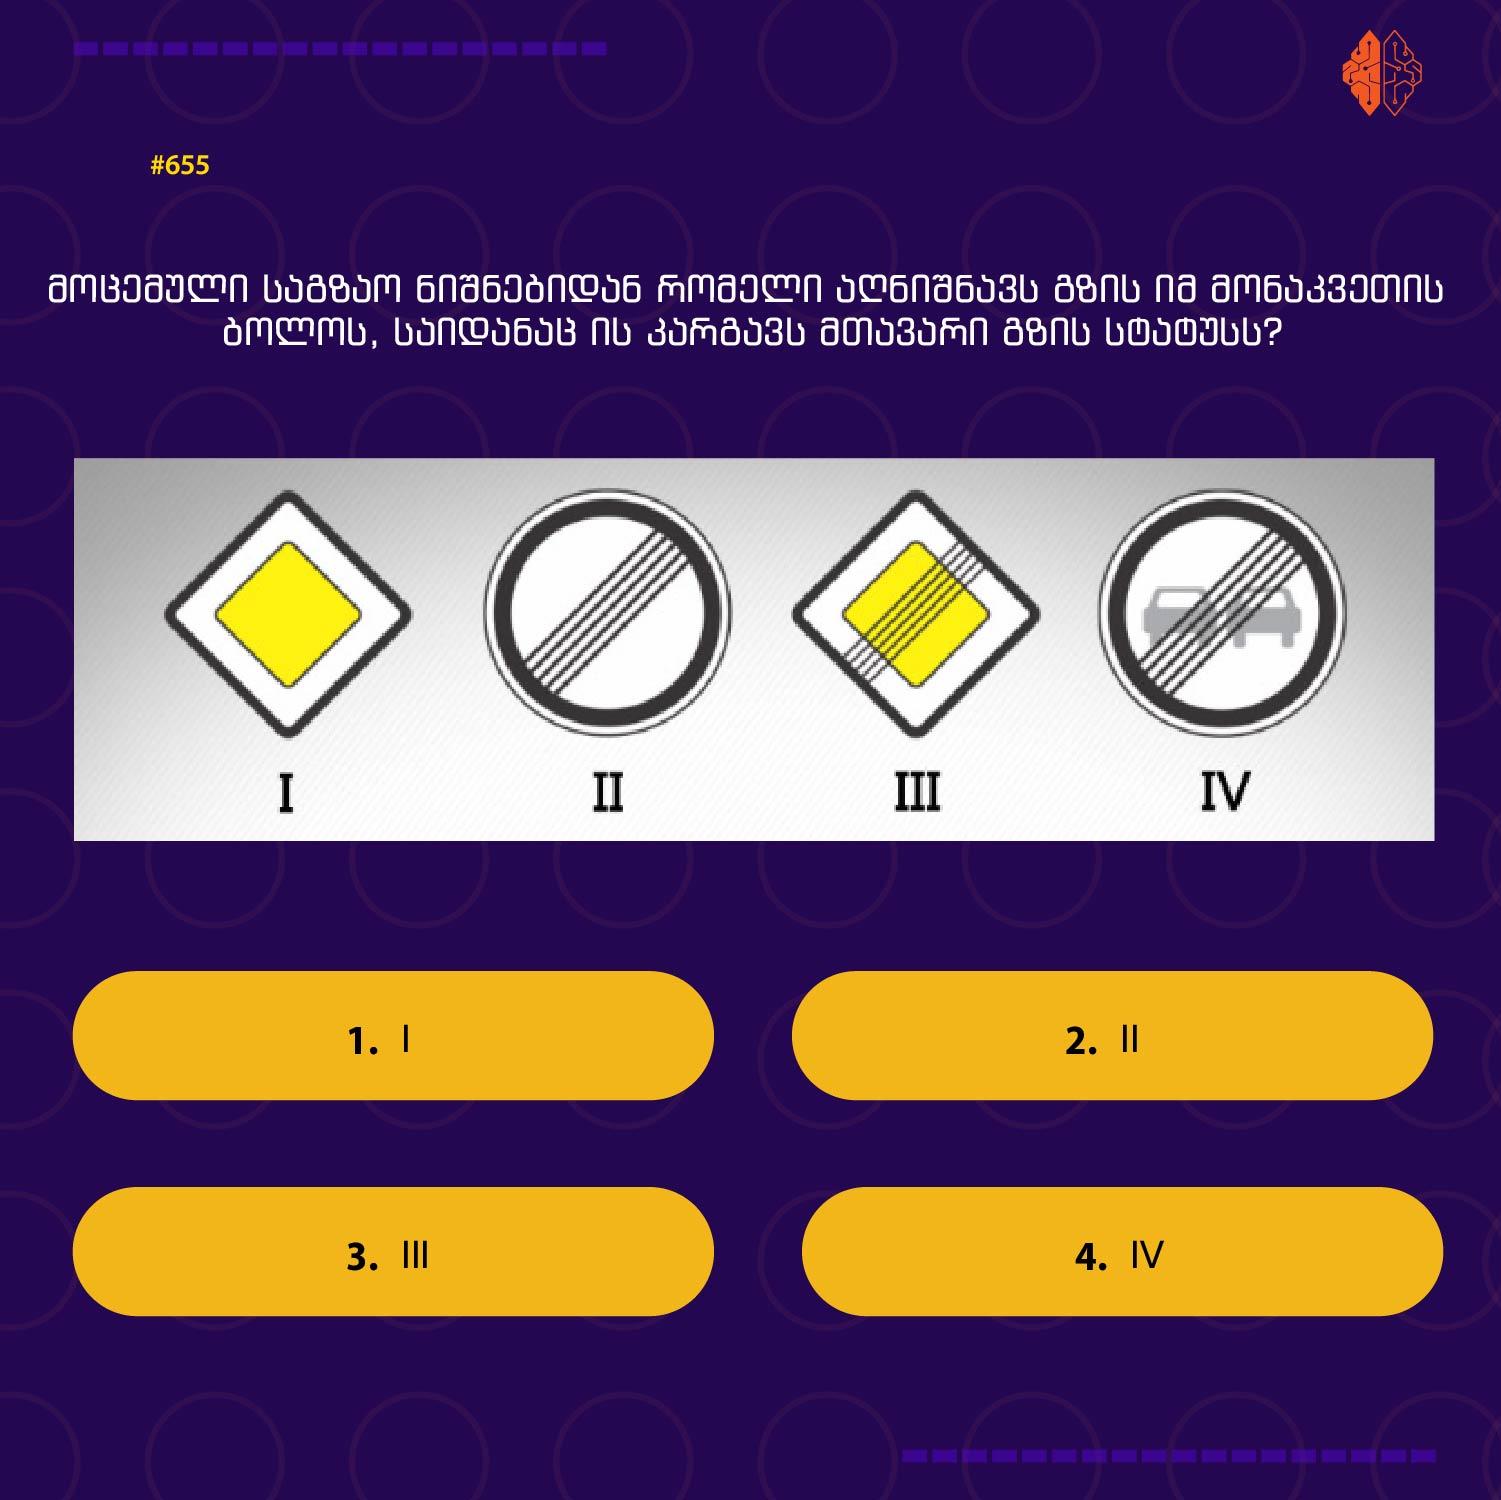 #655
მოცემული საგზაო ნიშნებიდან რომელი აღნიშნავს გზის იმ მონაკვეთის
ბოლოს, საიდანაც ის კარგავს მთავარი გზის სტატუსს?
I II III IV
1. I
2. II
3. III
4. IV